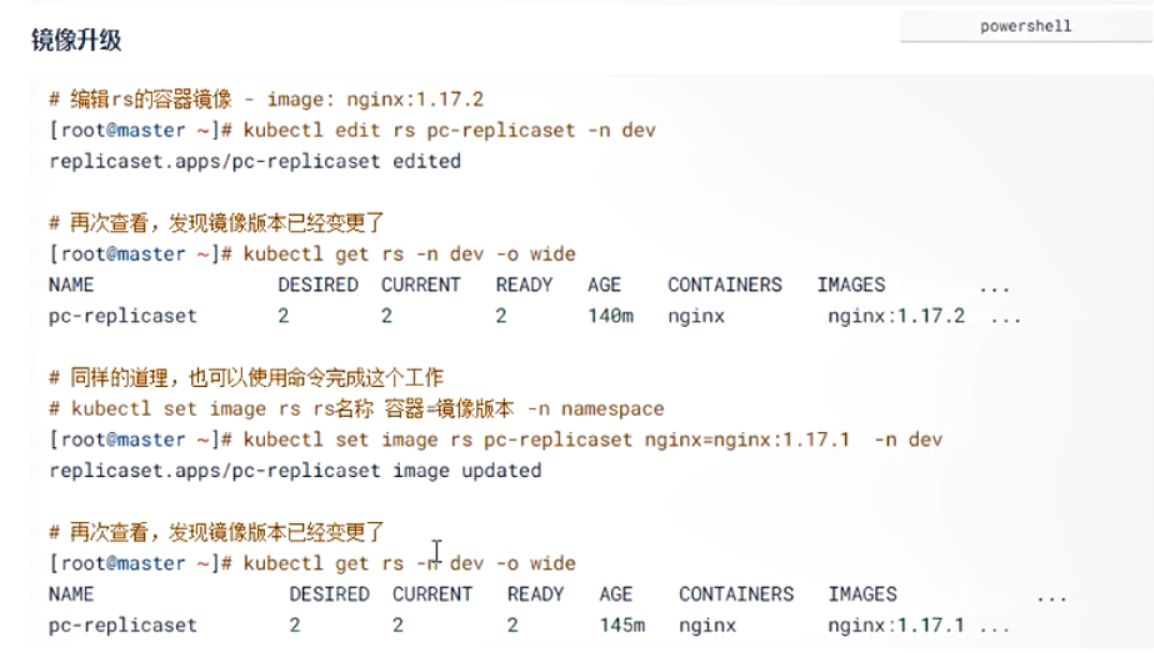 镜像升级
powershell
# 编辑rs的容器镜像 - image: nginx:1.17.2
[root@master ~]# kubectl edit rs pc-replicaset -n dev
replicaset.apps/pc-replicaset edited
# 再次查看，发现镜像版本已经变更了
[root@master ~]# kubectl get rs -n dev -o wide
NAME DESIRED CURRENT READY AGE CONTAINERS IMAGES ...
pc-replicaset 2 2 2 140m nginx nginx:1.17.2 ...
# 同样的道理，也可以使用命令完成这个工作
# kubectl set image rs rs名称 容器=镜像版本 -n namespace
[root@master ~]# kubectl set image rs pc-replicaset nginx=nginx:1.17.1 -n dev
replicaset.apps/pc-replicaset image updated
# 再次查看，发现镜像版本已经变更了
[root@master ~]# kubectl get rs -n dev -o wide
NAME DESIRED CURRENT READY AGE CONTAINERS IMAGES ...
pc-replicaset 2 2 2 145m nginx nginx:1.17.1 ...